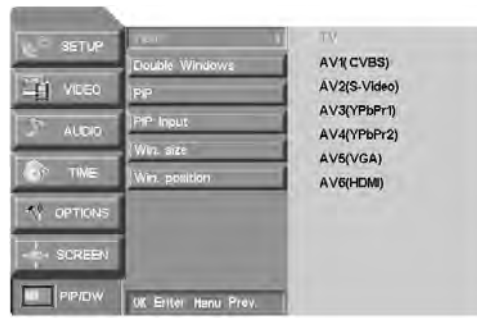 SETUP
VIDEO
AUDIO
TIME
OPTIONS
SCREEN
PIP/DW
Double Windows
PIP
PIP Input
Win. size
Win. position
OK Enter Menu Prev.
TV
AV1(CVBS)
AV2(S-Video)
AV3(YPbPr1)
AV4(YPbPr2)
AV5(VGA)
AV6(HDMI)